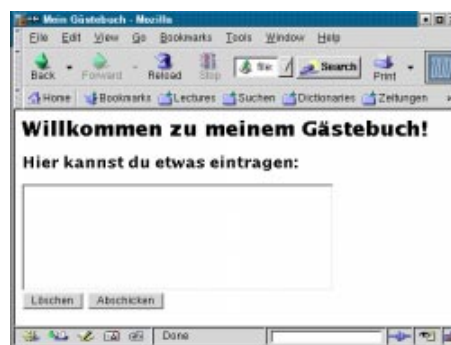 Mein Gästebuch - Mozilla
File Edit View Go Bookmarks Tools Window Help
Back Forward Reload Stop file:/ Search Print
Home Bookmarks Lectures Suchen Dictionaries Zeitungen
Willkommen zu meinem Gästebuch!
Hier kannst du etwas eintragen:
Löschen Abschicken
Done